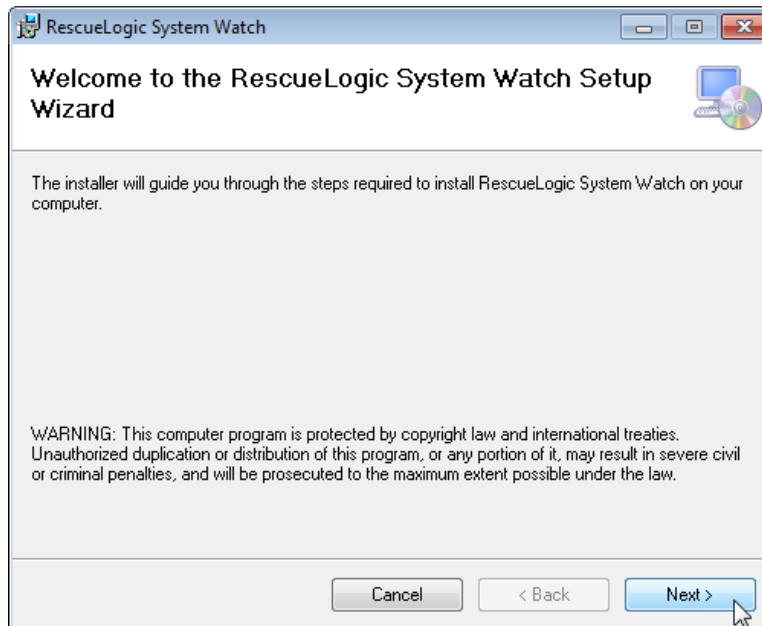 RescueLogic System Watch
Welcome to the RescueLogic System Watch Setup
Wizard
The installer will guide you through the steps required to install RescueLogic System Watch on your
computer.
WARNING: This computer program is protected by copyright law and international treaties.
Unauthorized duplication or distribution of this program, or any portion of it, may result in severe civil
or criminal penalties, and will be prosecuted to the maximum extent possible under the law.
Cancel < Back Next >